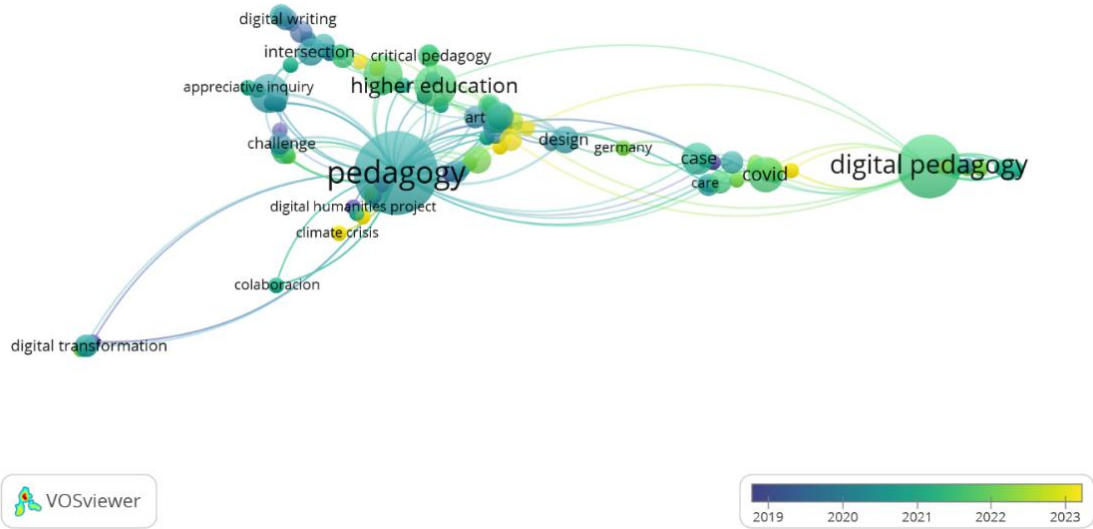 digital writing
intersection
critical pedagogy
appreciative inquiry
higher education
art
challenge
design
germany
case
covid
care
pedagogy
digital pedagogy
digital humanities project
climate crisis
colaboracion
digital transformation
VOSviewer
2019 2020 2021 2022 2023